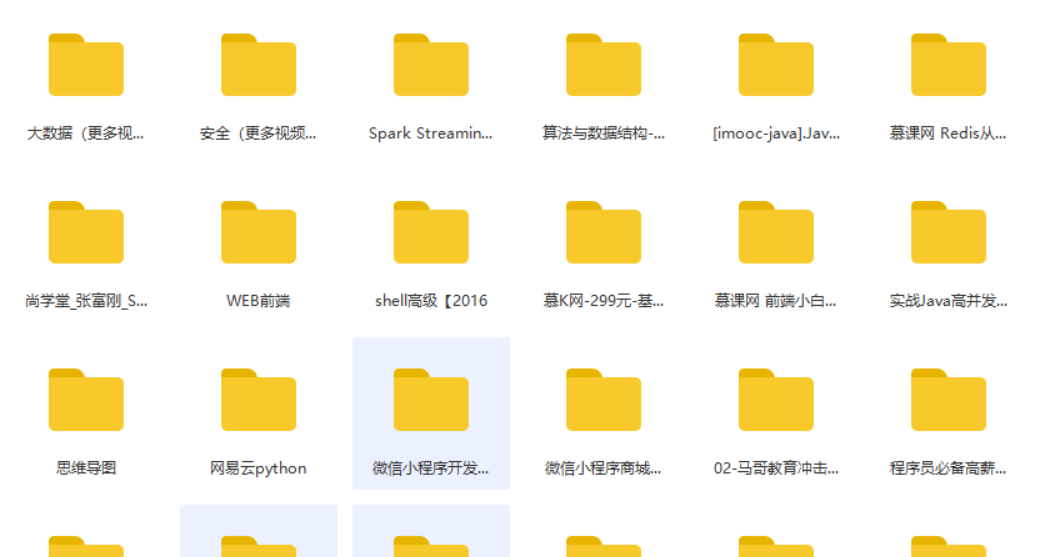 大数据（更多视...
安全（更多视频...
Spark Streamin...
算法与数据结构-...
[imooc-java].Jav...
慕课网 Redis从...
尚学堂_张富刚_S...
WEB前端
shell高级【2016
慕K网-299元-基...
慕课网 前端小白...
实战Java高并发...
思维导图
网易云python
微信小程序开发...
微信小程序商城...
02-马哥教育冲击...
程序员必备高薪...